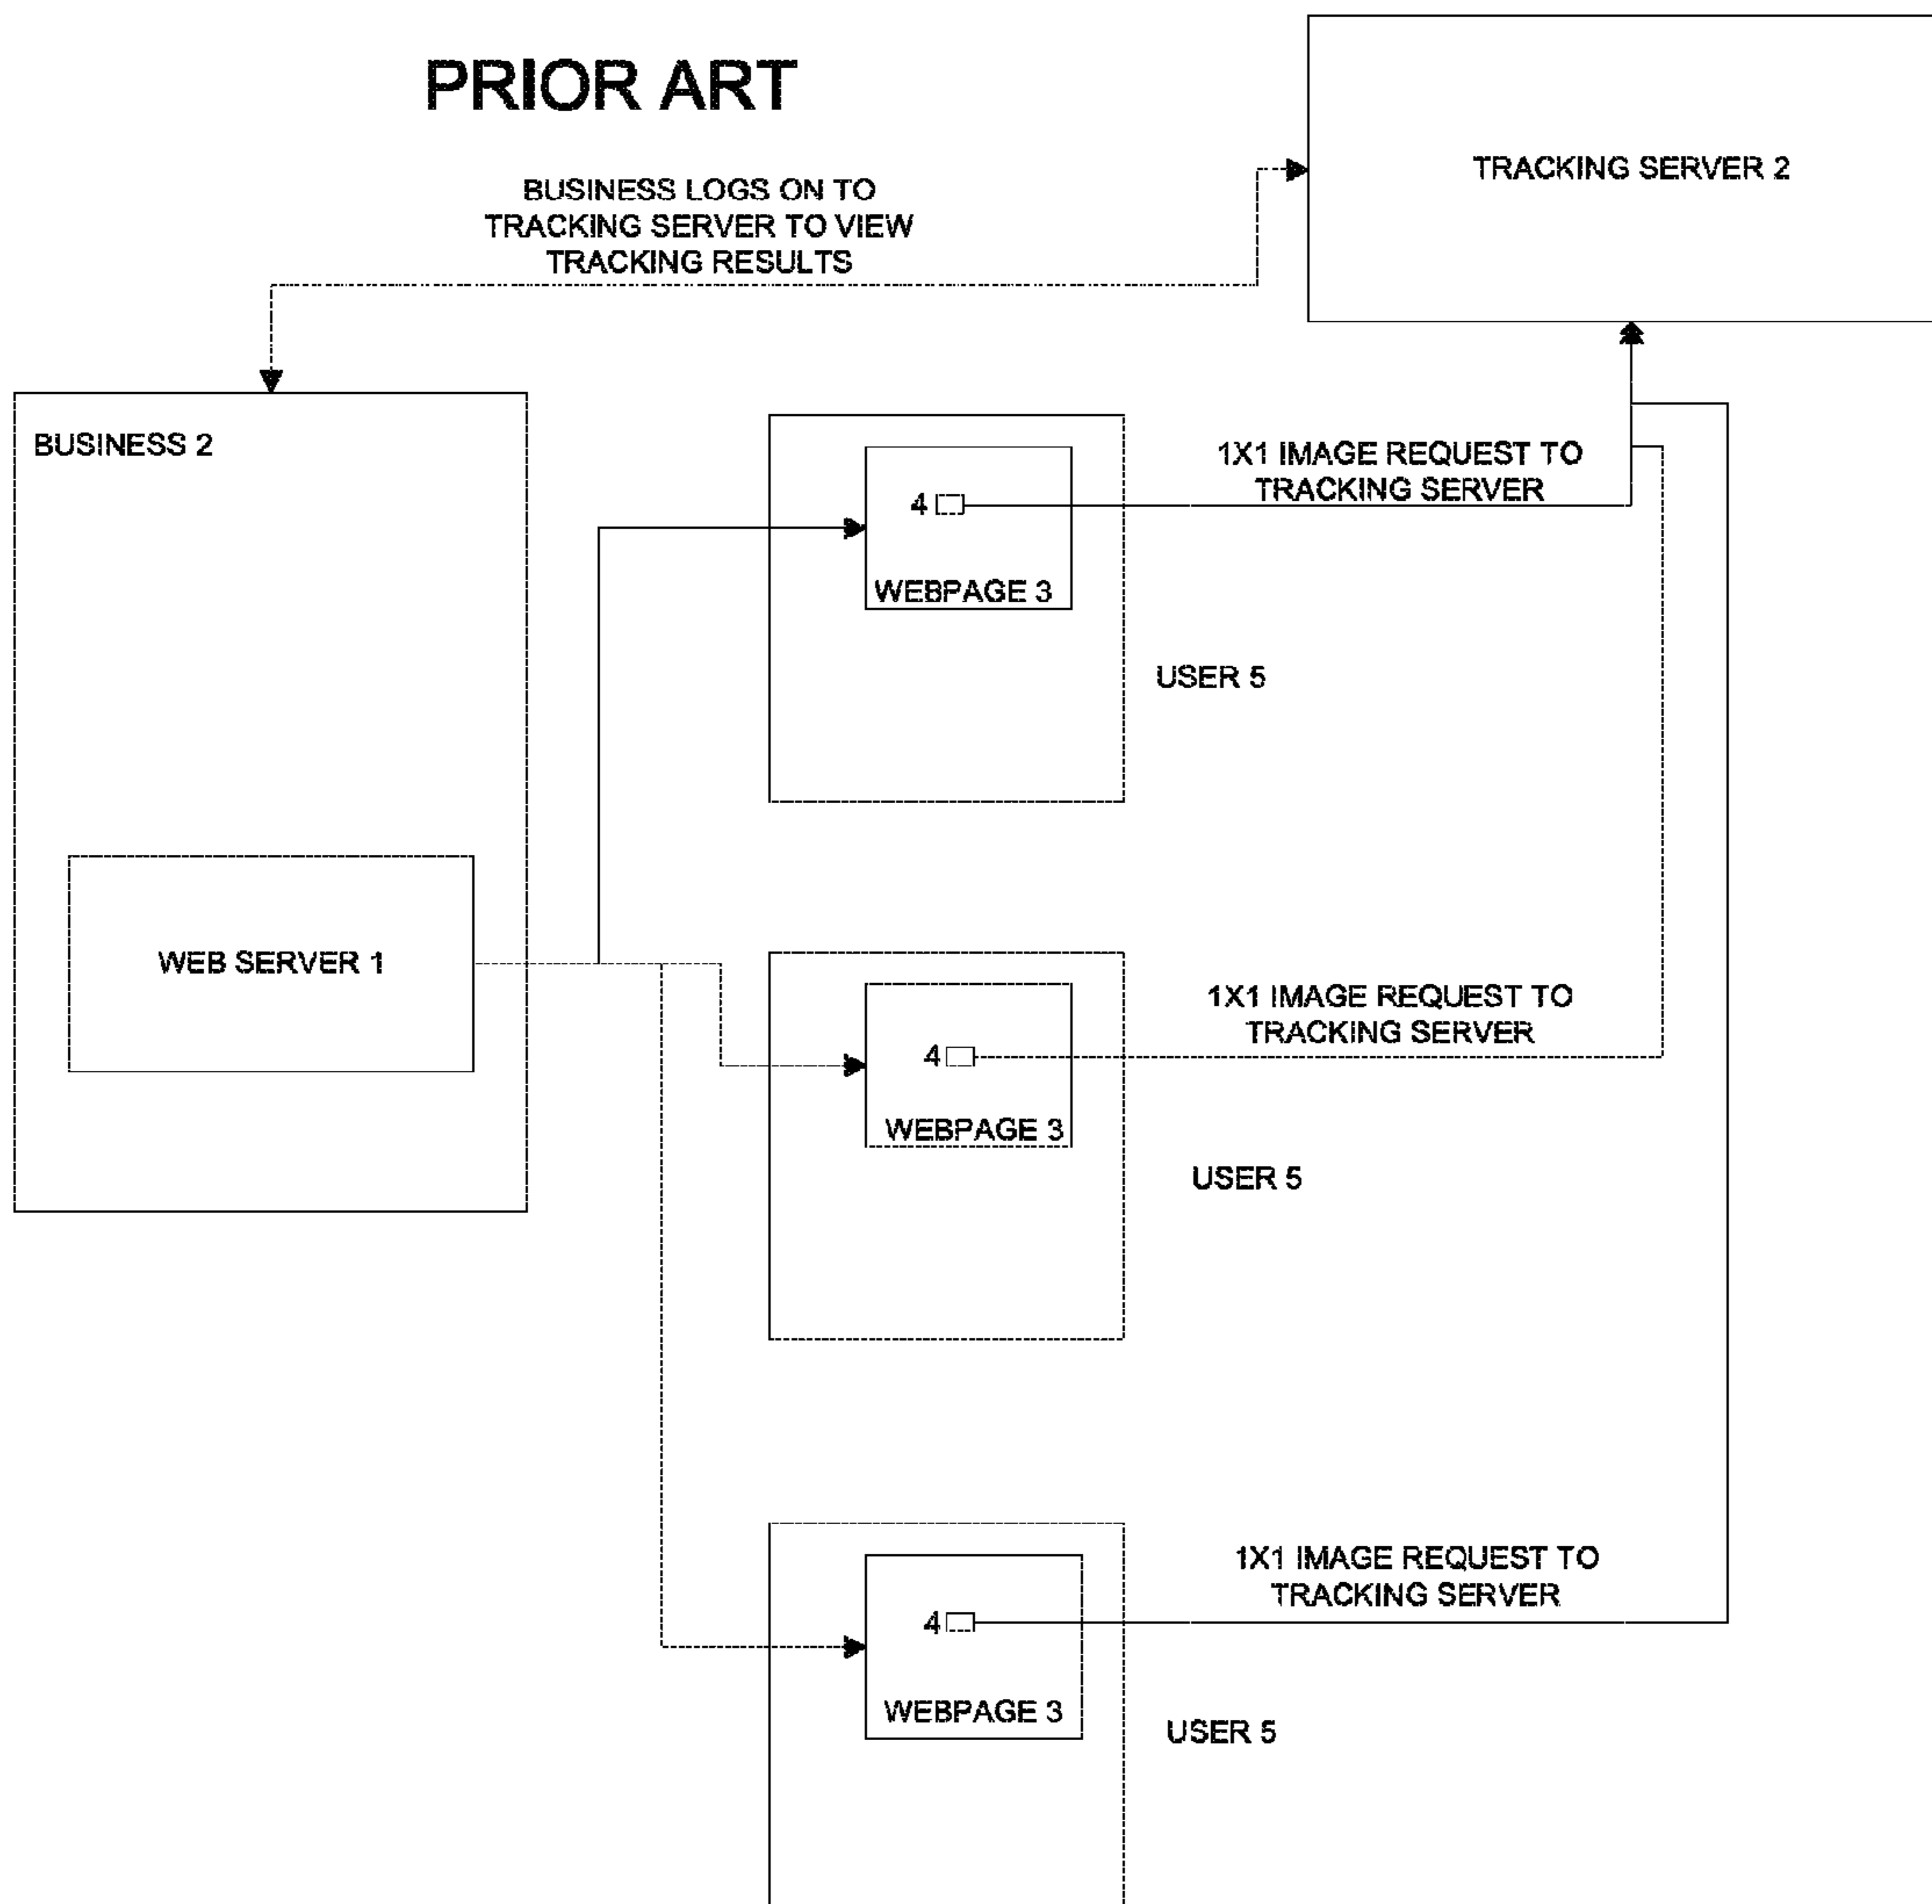 PRIOR ART
TRACKING SERVER 2
BUSINESS LOGS ON TO
TRACKING SERVER TO VIEW
TRACKING RESULTS
BUSINESS 2
1X1 IMAGE REQUEST TO
TRACKING SERVER
4
WEBPAGE 3
USER 5
WEB SERVER 1
1X1 IMAGE REQUEST TO
TRACKING SERVER
4
WEBPAGE 3
USER 5
1X1 IMAGE REQUEST TO
TRACKING SERVER
4
WEBPAGE 3
USER 5